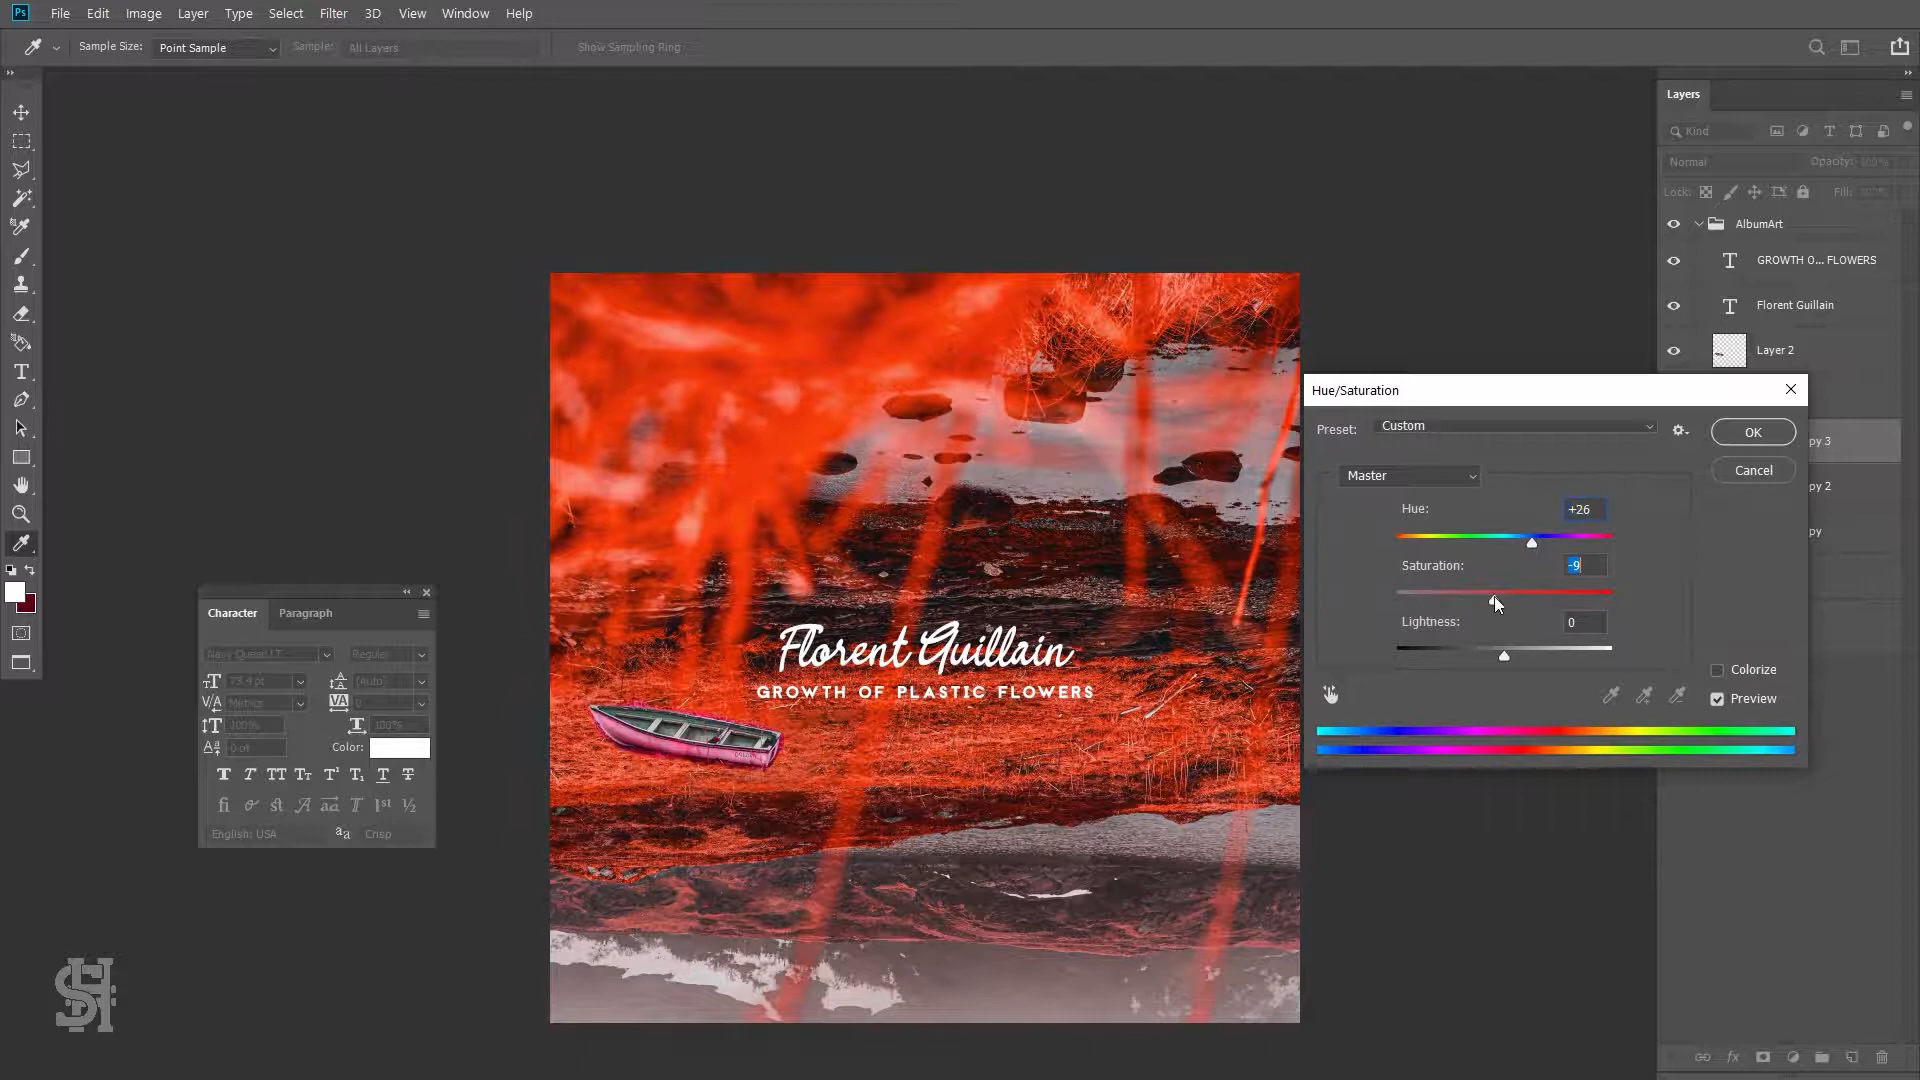 Ps File Edit Image Layer Type Select Filter 3D View Window Help
Sample Size: Point Sample Sample: All Layers Show Sampling Ring
Layers
Kind
Normal Opacity: 100%
Lock: Fill: 100%
AlbumArt
GROWTH O... FLOWERS
Florent Guillain
Layer 2
py 3
py 2
py
Hue/Saturation
Preset: Custom
OK
Cancel
Master
Hue: +26
Saturation: -9
Lightness: 0
Colorize
Preview
Florent Guillain
GROWTH OF PLASTIC FLOWERS
Character Paragraph
Regular
73.4 pt (Auto)
Metrics 0
100% 100%
0 pt Color:
English: USA Crisp
SH